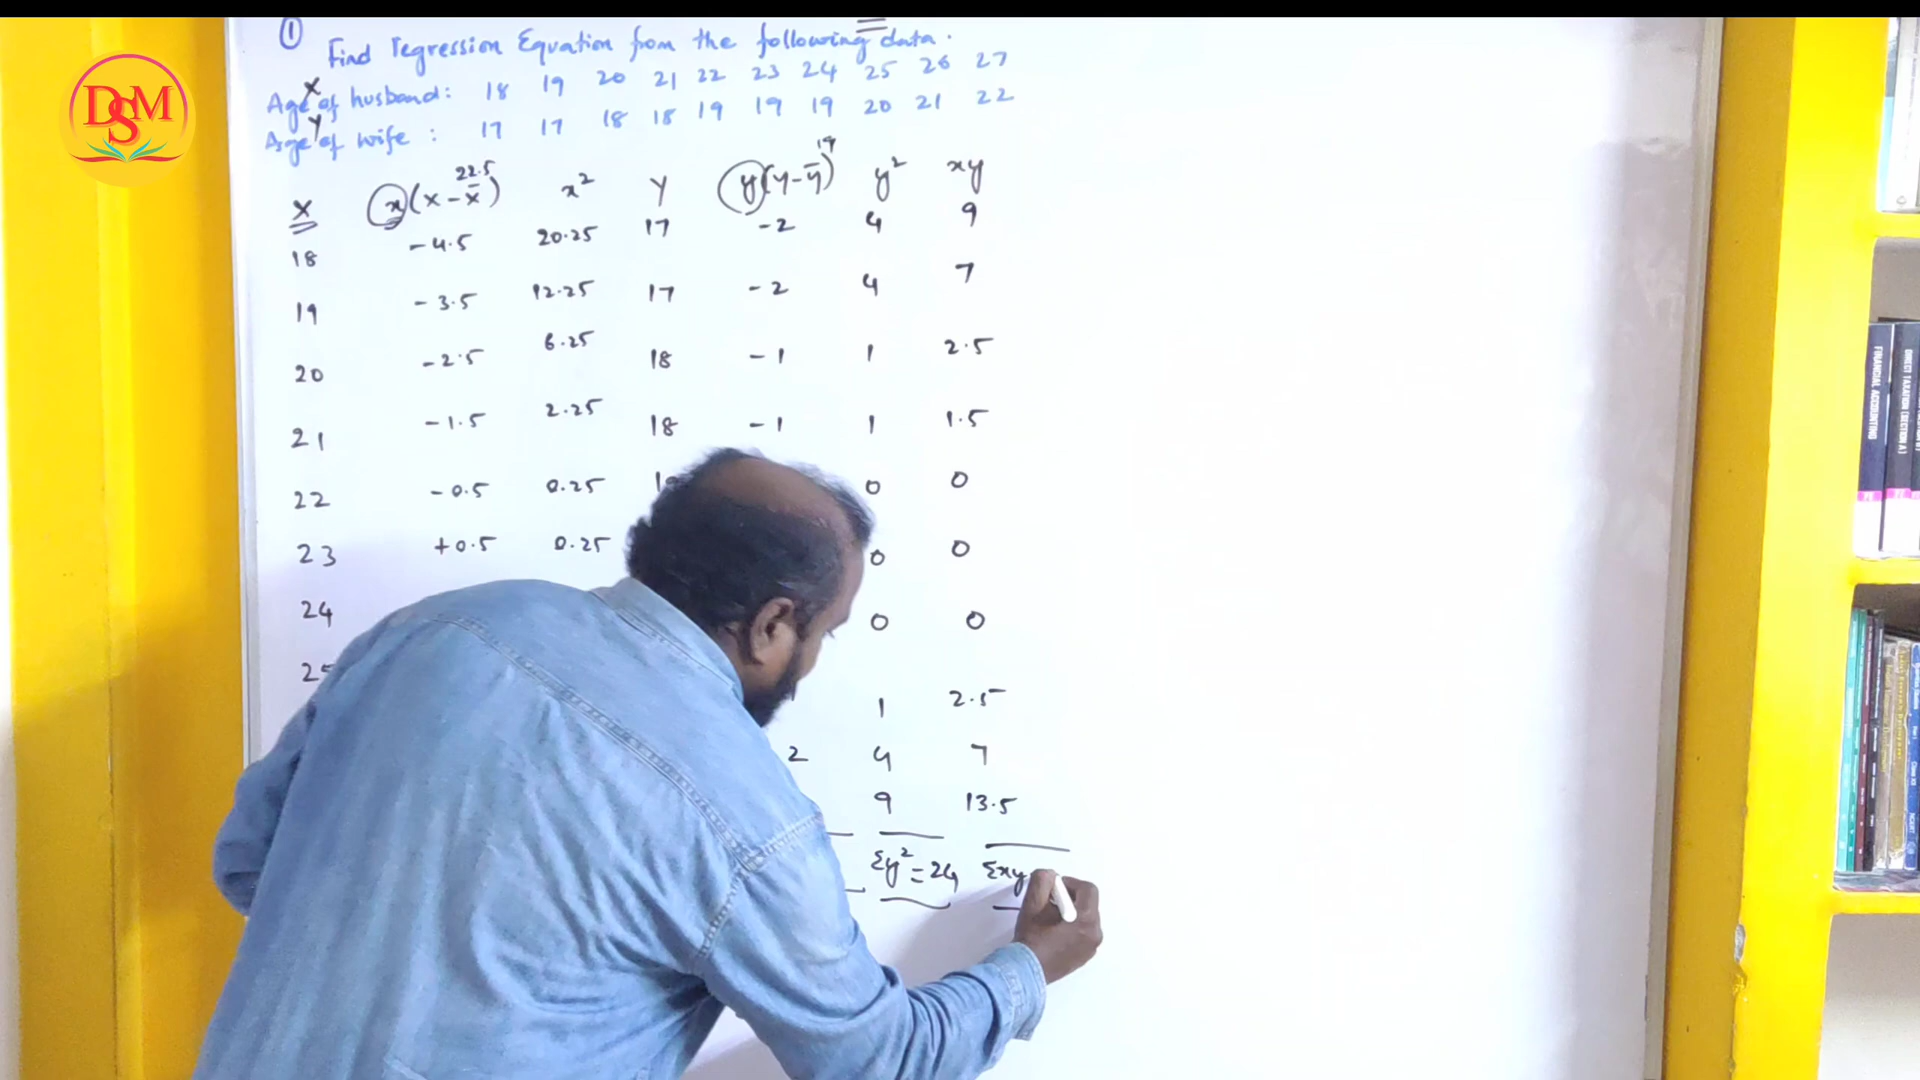 DSM
① Find regression Equation from the following data.
X
Age of husband: 18 19 20 21 22 23 24 25 26 27
Y
Age of wife : 17 17 18 18 19 19 19 20 21 22
22.5 19
X x(X-x̄) x² Y y(Y-ȳ) y² xy
18 -4.5 20.25 17 -2 4 9
19 -3.5 12.25 17 -2 4 7
20 -2.5 6.25 18 -1 1 2.5
21 -1.5 2.25 18 -1 1 1.5
22 -0.5 0.25 0 0
23 +0.5 0.25 0 0
24 0 0
1 2.5
2 4 7
9 13.5
Σy²=24 Σxy
FINANCIAL ACCOUNTING
DIRECT TAXATION (SECTION A)